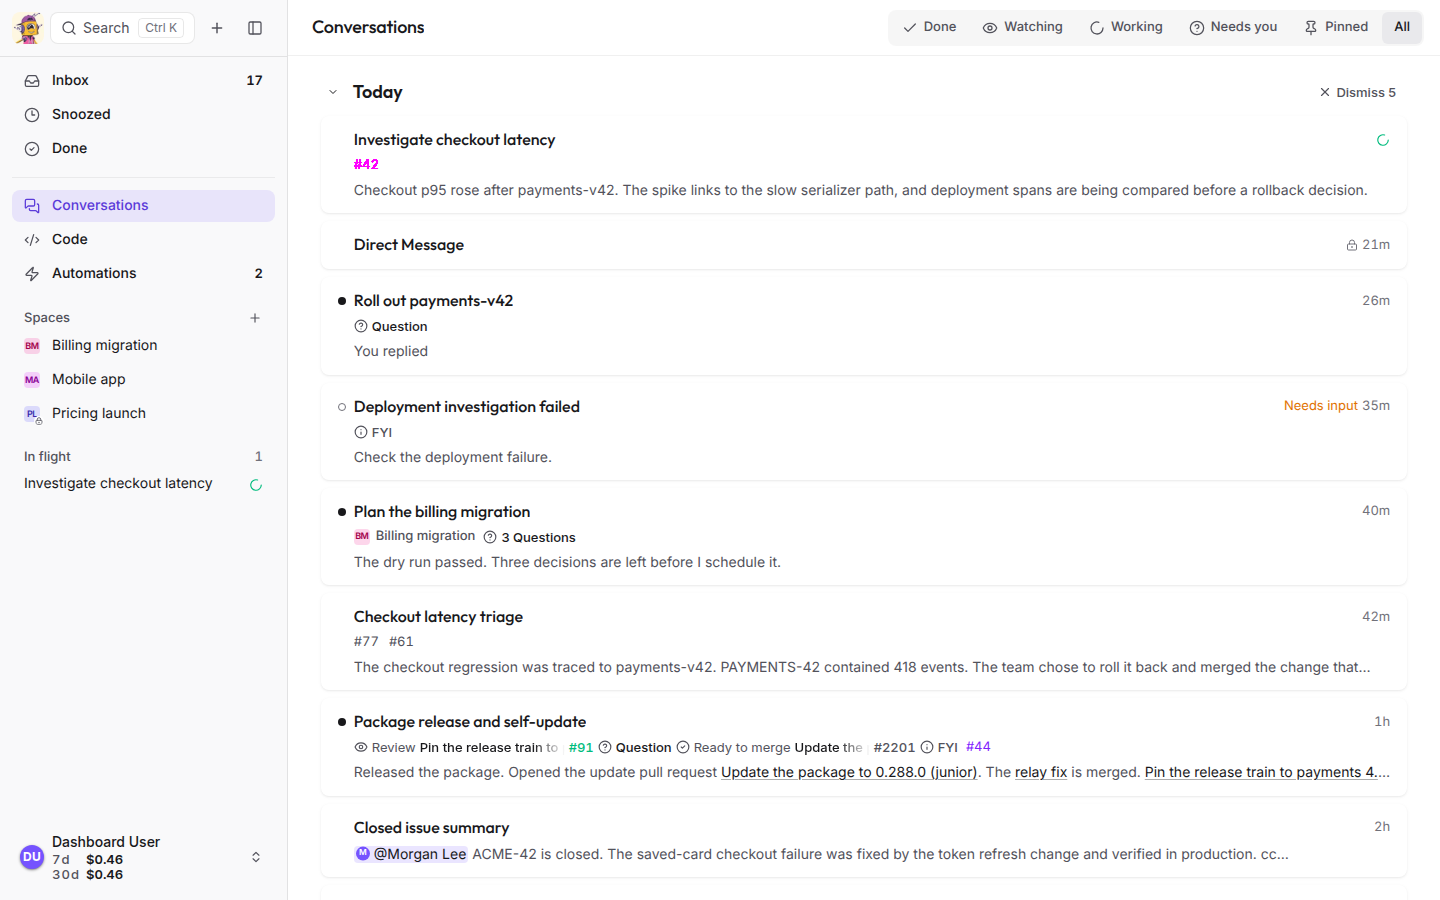 Search Ctrl K
Inbox 17
Snoozed
Done
Conversations
Code
Automations 2
Spaces
BM Billing migration
MA Mobile app
PL Pricing launch
In flight 1
Investigate checkout latency
DU Dashboard User
7d $0.46
30d $0.46
Conversations
Done Watching Working Needs you Pinned All
Today Dismiss 5
Investigate checkout latency
#42
Checkout p95 rose after payments-v42. The spike links to the slow serializer path, and deployment spans are being compared before a rollback decision.
Direct Message 21m
Roll out payments-v42 26m
Question
You replied
Deployment investigation failed Needs input 35m
FYI
Check the deployment failure.
Plan the billing migration 40m
BM Billing migration 3 Questions
The dry run passed. Three decisions are left before I schedule it.
Checkout latency triage 42m
#77 #61
The checkout regression was traced to payments-v42. PAYMENTS-42 contained 418 events. The team chose to roll it back and merged the change that...
Package release and self-update 1h
Review Pin the release train to #91 Question Ready to merge Update the #2201 FYI #44
Released the package. Opened the update pull request Update the package to 0.288.0 (junior). The relay fix is merged. Pin the release train to payments 4....
Closed issue summary 2h
M @Morgan Lee ACME-42 is closed. The saved-card checkout failure was fixed by the token refresh change and verified in production. cc...